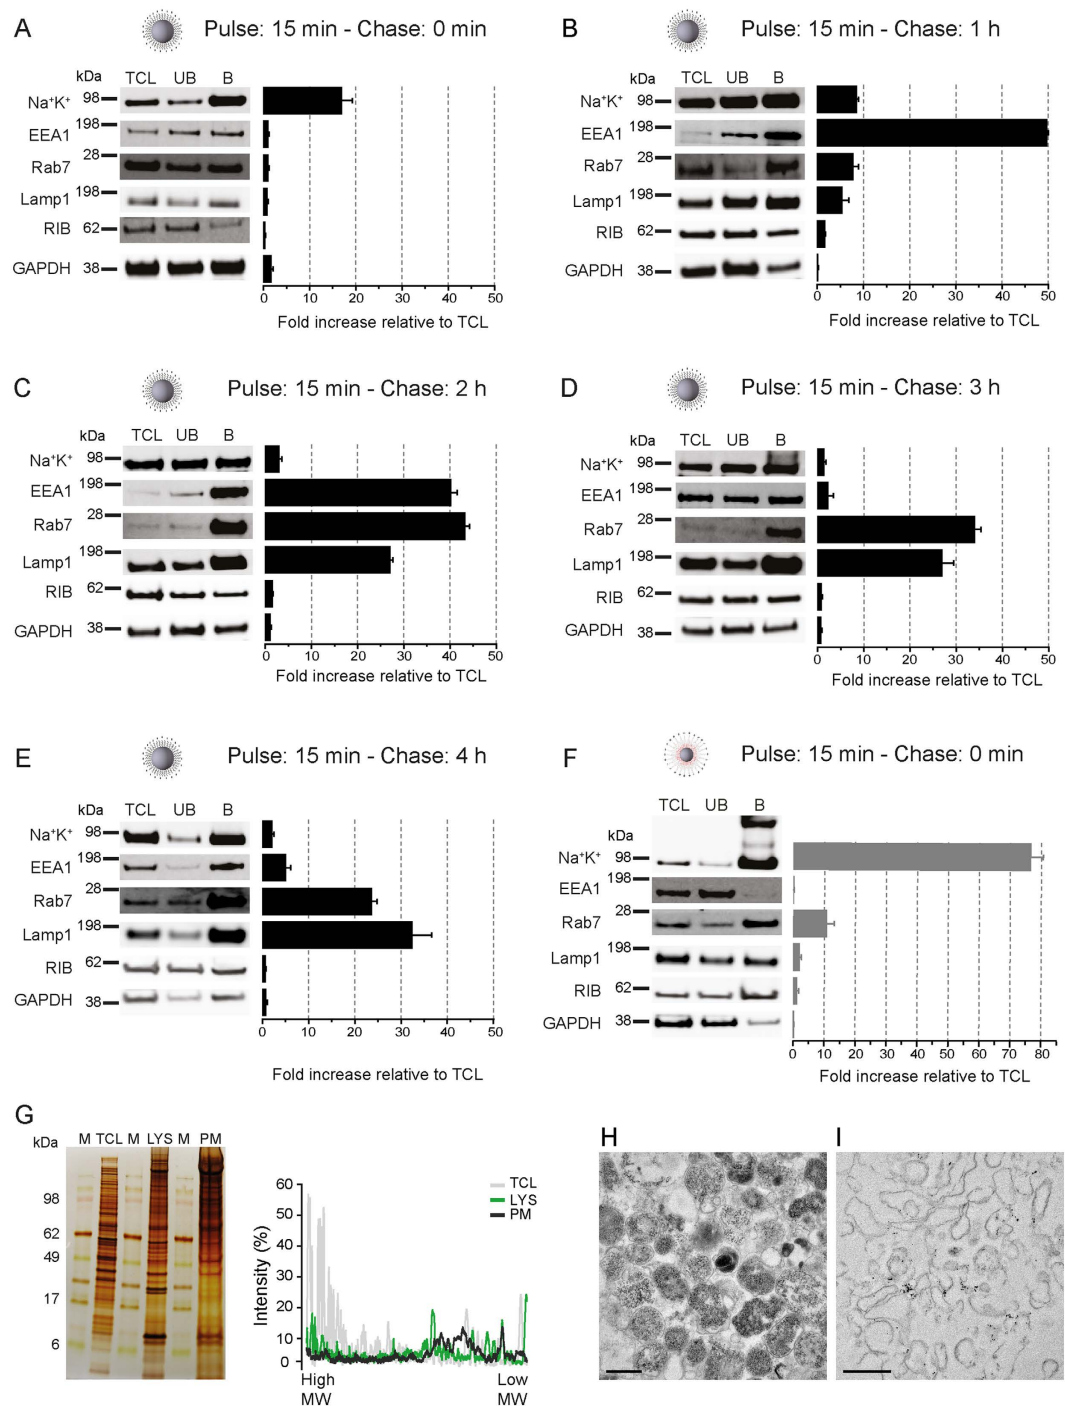 A
Pulse: 15 min - Chase: 0 min
kDa
TCL UB B
Na⁺K⁺ 98
EEA1 198
Rab7 28
Lamp1 198
RIB 62
GAPDH 38
0 10 20 30 40 50
Fold increase relative to TCL
B
Pulse: 15 min - Chase: 1 h
kDa
TCL UB B
Na⁺K⁺ 98
EEA1 198
Rab7 28
Lamp1 198
RIB 62
GAPDH 38
0 10 20 30 40 50
Fold increase relative to TCL
C
Pulse: 15 min - Chase: 2 h
kDa
TCL UB B
Na⁺K⁺ 98
EEA1 198
Rab7 28
Lamp1 198
RIB 62
GAPDH 38
0 10 20 30 40 50
Fold increase relative to TCL
D
Pulse: 15 min - Chase: 3 h
kDa
TCL UB B
Na⁺K⁺ 98
EEA1 198
Rab7 28
Lamp1 198
RIB 62
GAPDH 38
0 10 20 30 40 50
Fold increase relative to TCL
E
Pulse: 15 min - Chase: 4 h
kDa
TCL UB B
Na⁺K⁺ 98
EEA1 198
Rab7 28
Lamp1 198
RIB 62
GAPDH 38
0 10 20 30 40 50
Fold increase relative to TCL
F
Pulse: 15 min - Chase: 0 min
TCL UB B
kDa
Na⁺K⁺ 98
EEA1 198
Rab7 28
Lamp1 198
RIB 62
GAPDH 38
0 10 20 30 40 50 60 70 80
Fold increase relative to TCL
G
kDa
M TCL M LYS M PM
98
62
49
17
6
Intensity (%)
60
50
40
30
20
10
0
TCL
LYS
PM
High MW
Low MW
H
I